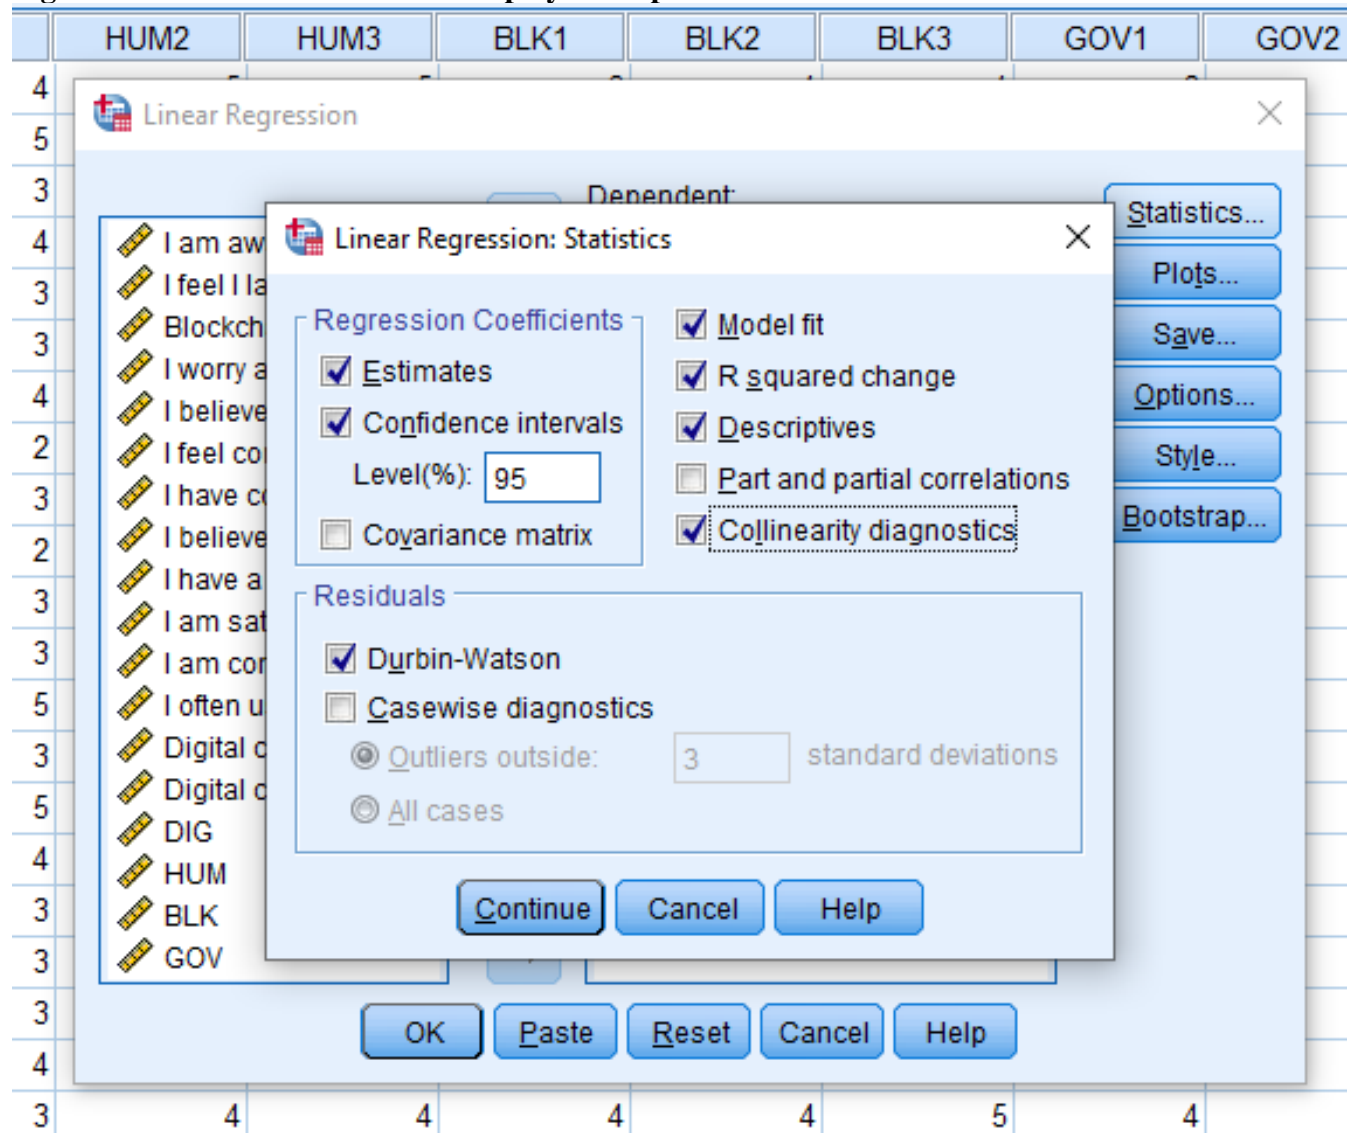 HUM2 HUM3 BLK1 BLK2 BLK3 GOV1 GOV2
4
Linear Regression
5
3
Dependent:
Statistics...
4
I am aw
Linear Regression: Statistics
3
I feel I la
Plots...
Blockch
Regression Coefficients
Model fit
3
I worry a
Estimates
R squared change
Save...
4
I believe
Confidence intervals
Descriptives
Options...
2
I feel co
Level(%): 95
Part and partial correlations
Style...
3
I have co
Covariance matrix
Collinearity diagnostics
Bootstrap...
2
I believe
3
I have a
Residuals
I am sat
3
I am cor
Durbin-Watson
5
I often u
Casewise diagnostics
3
Digital c
Outliers outside: 3 standard deviations
5
Digital c
All cases
DIG
4
HUM
3
BLK
Continue Cancel Help
3
GOV
3
OK Paste Reset Cancel Help
4
3 4 4 4 4 5 4